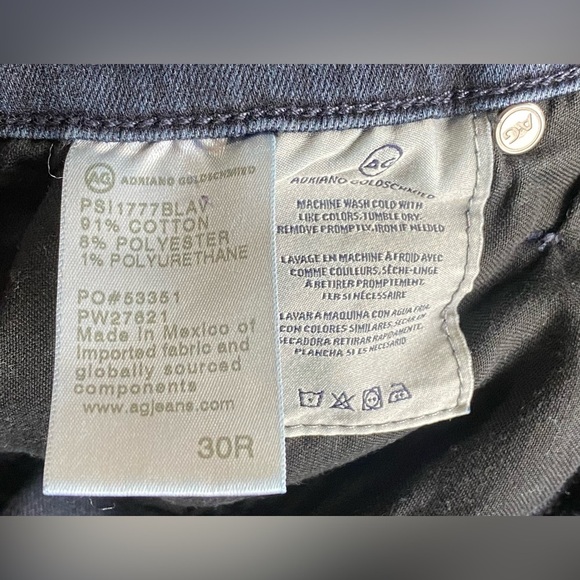 AG ADRIANO GOLDSCHMIED
PSI1777BLA
91% COTTON
8% POLYESTER
1% POLYURETHANE
PO#53351
PW27621
Made in Mexico of
Imported fabric and
globally sourced
components
www.agjeans.com
30R
AG
ADRIANO GOLDSCHMIED
MACHINE WASH COLD WITH
LIKE COLORS. TUMBLE DRY.
REMOVE PROMPTLY. IRON IF NEEDED
LAVAGE EN MACHINE À FROID AVEC
COMME COULEURS. SÈCHE-LINGE
À RETIRER PROMPTEMENT
FER SI NÉCESSAIRE
LAVAR A MAQUINA CON AGUA FRIA
CON COLORES SIMILARES. SECAR EN
SECADORA RETIRAR RAPIDAMENTE.
PLANCHA SI ES NECESARIO
AG